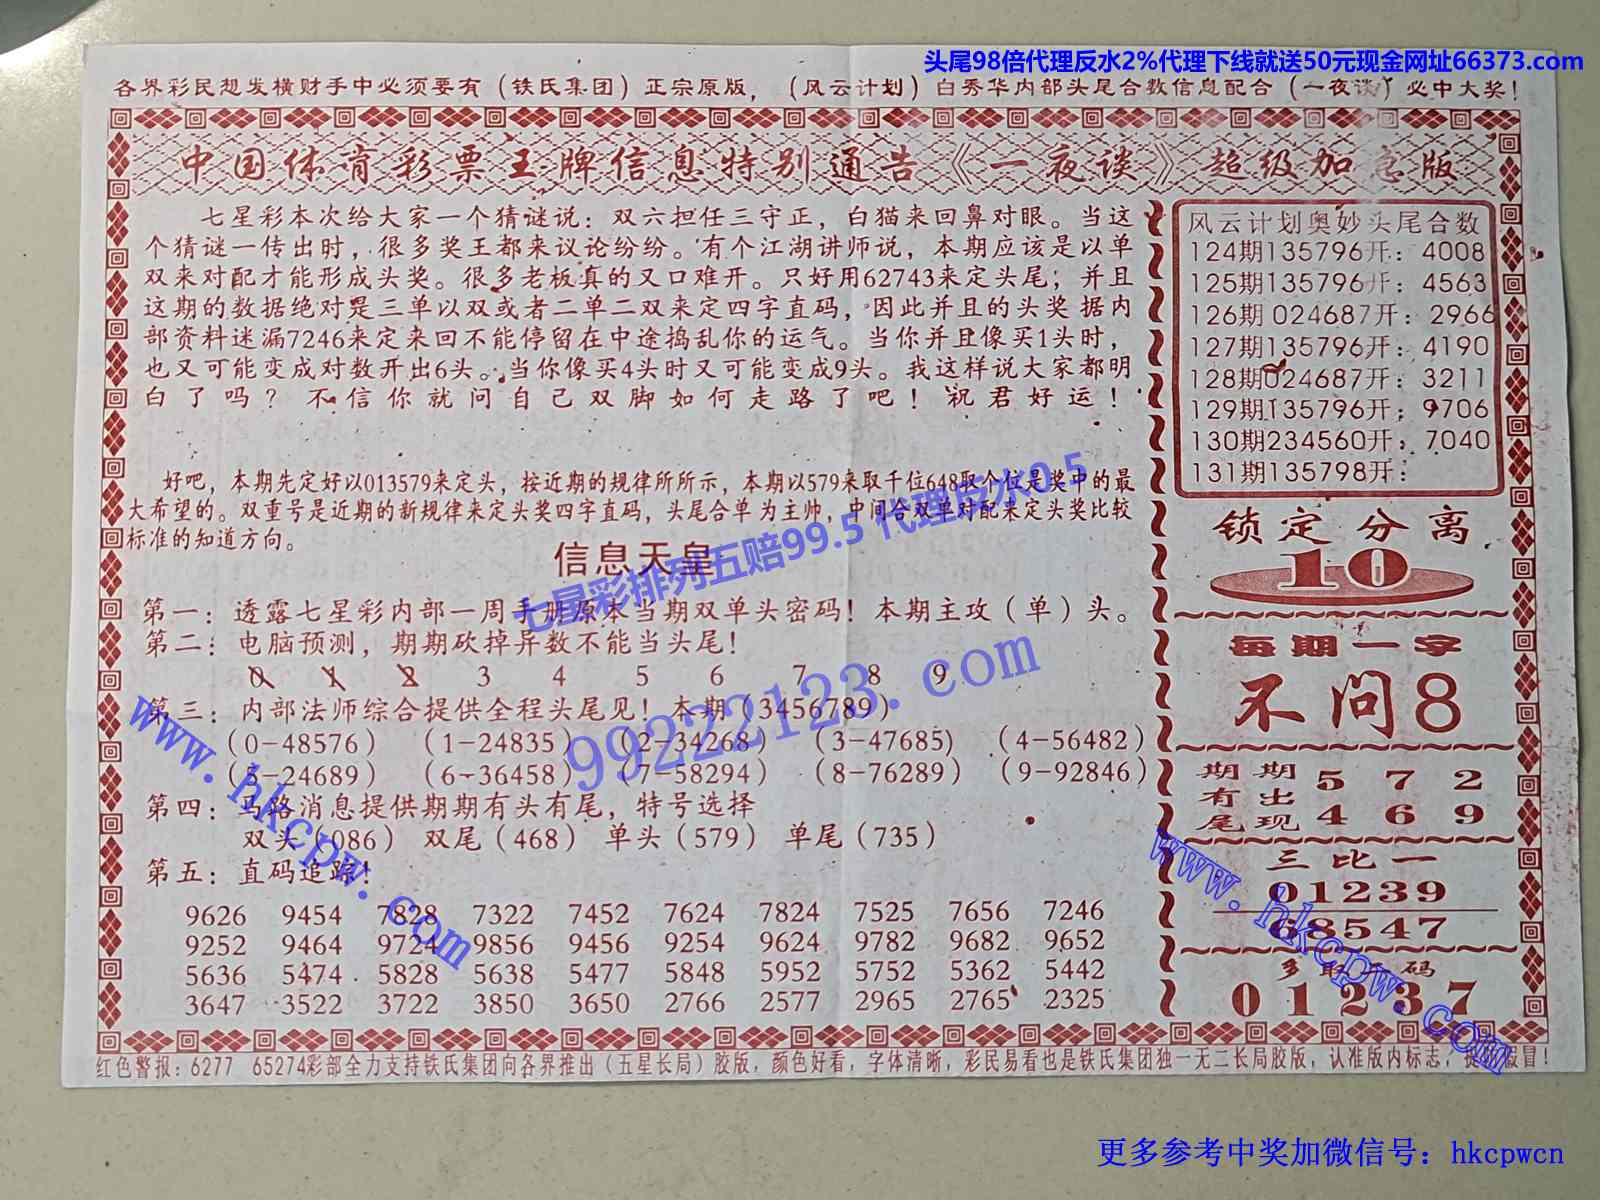 头尾98倍代理反水2%代理下线就送50元现金网址66373.com
各界彩民想发横财手中必须要有（铁氏集团）正宗原版，（风云计划）白秀华内部头尾合数信息配合（一夜谈）必中大奖！
中国体育彩票王牌信息特别通告《一夜谈》超级加急版
七星彩本次给大家一个猜谜说：双六担任三守正，白猫来回鼻对眼。当这
个猜谜一传出时，很多奖王都来议论纷纷。有个江湖讲师说，本期应该是以单
双来对配才能形成头奖。很多老板真的又口难开。只好用62743来定头尾；并且
这期的数据绝对是三单以双或者二单二双来定四字直码，因此并且的头奖据内
部资料迷漏7246来定来回不能停留在中途捣乱你的运气。当你并且像买1头时，
也又可能变成对数开出6头。当你像买4头时又可能变成9头。我这样说大家都明
白了吗？不信你就问自己双脚如何走路了吧！祝君好运！
好吧，本期先定好以013579来定头，按近期的规律所所示，本期以579来取千位648取个位是奖中的最
大希望的。双重号是近期的新规律来定头奖四字直码，头尾合单为主帅，中间合双单对配来定头奖比较
标准的知道方向。
信息天皇
第一：透露七星彩内部一周手册原本当期双单头密码！本期主攻（单）头。
第二：电脑预测，期期砍掉异数不能当头尾！
0 1 2 3 4 5 6 7 8 9
第三：内部法师综合提供全程头尾见！本期（3456789）
（0-48576）（1-24835）（2-34268）（3-47685）（4-56482）
（5-24689）（6-36458）（7-58294）（8-76289）（9-92846）
第四：马路消息提供期期有头有尾，特号选择
双头（086） 双尾（468） 单头（579） 单尾（735）
第五：直码追踪！
9626 9454 7828 7322 7452 7624 7824 7525 7656 7246
9252 9464 9724 9856 9456 9254 9624 9782 9682 9652
5636 5474 5828 5638 5477 5848 5952 5752 5362 5442
3647 3522 3722 3850 3650 2766 2577 2965 2765 2325
风云计划奥妙头尾合数
124期135796开：4008
125期135796开：4563
126期024687开：2966
127期135796开：4190
128期024687开：3211
129期135796开：9706
130期234560开：7040
131期135798开：
锁定分离
10
每期一字
不问8
期期 5 7 2
有出
尾现 4 6 9
三比一
01239
68547
多取 码
01237
红色警报：6277 65274彩部全力支持铁氏集团向各界推出（五星长局）胶版，颜色好看，字体清晰，彩民易看也是铁氏集团独一无二长局胶版，认准版内标志，提 假冒！
七星彩排列五赔99.5 代理反水0.5
99222123.com
www.hkcpw.com
www.hkcpw.com
更多参考中奖加微信号：hkcpwcn